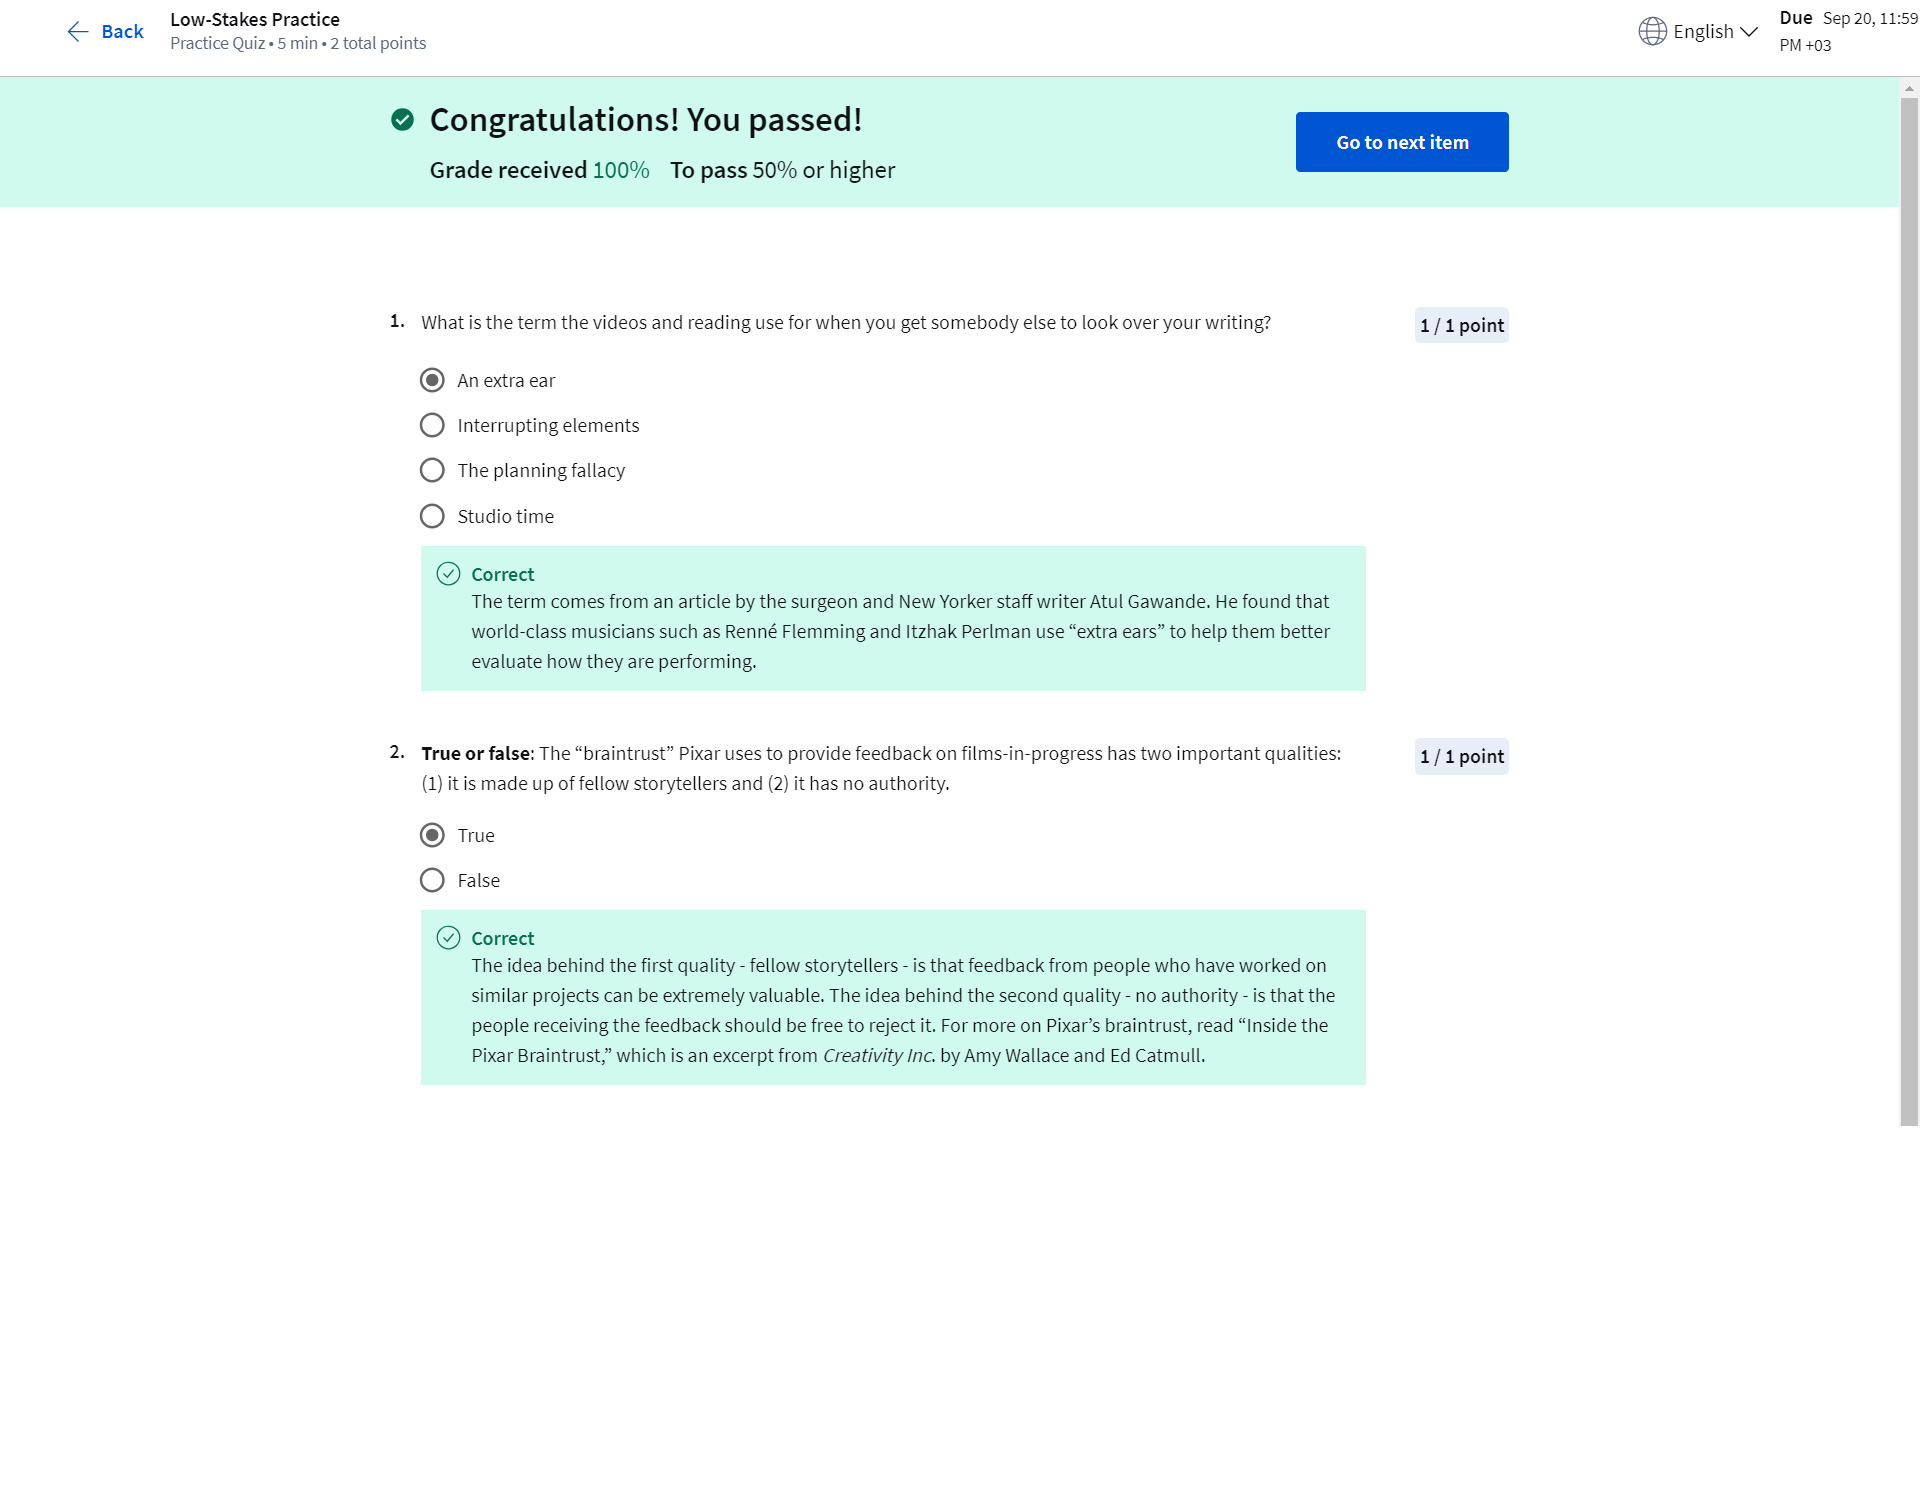 Back
Low-Stakes Practice
Practice Quiz • 5 min • 2 total points
English
Due Sep 20, 11:59
PM +03
Congratulations! You passed!
Grade received 100% To pass 50% or higher
Go to next item
1. What is the term the videos and reading use for when you get somebody else to look over your writing?
1 / 1 point
An extra ear
Interrupting elements
The planning fallacy
Studio time
Correct
The term comes from an article by the surgeon and New Yorker staff writer Atul Gawande. He found that
world-class musicians such as Renné Flemming and Itzhak Perlman use “extra ears” to help them better
evaluate how they are performing.
2. True or false: The “braintrust” Pixar uses to provide feedback on films-in-progress has two important qualities:
(1) it is made up of fellow storytellers and (2) it has no authority.
1 / 1 point
True
False
Correct
The idea behind the first quality - fellow storytellers - is that feedback from people who have worked on
similar projects can be extremely valuable. The idea behind the second quality - no authority - is that the
people receiving the feedback should be free to reject it. For more on Pixar’s braintrust, read “Inside the
Pixar Braintrust,” which is an excerpt from Creativity Inc. by Amy Wallace and Ed Catmull.